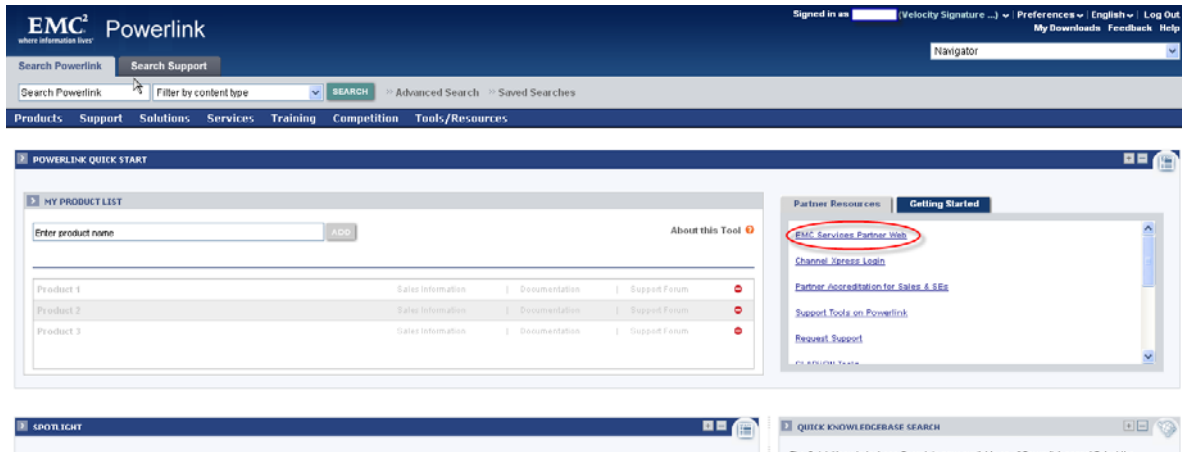 Signed in as (Velocity Signature ...) | Preferences | English | Log Out
EMC² Powerlink
where information lives®
My Downloads Feedback Help
Navigator
Search Powerlink Search Support
Search Powerlink Filter by content type SEARCH » Advanced Search » Saved Searches
Products Support Solutions Services Training Competition Tools/Resources
POWERLINK QUICK START
MY PRODUCT LIST
Enter product name ADD About this Tool
Product 1 Sales Information | Documentation | Support Forum
Product 2 Sales Information | Documentation | Support Forum
Product 3 Sales Information | Documentation | Support Forum
Partner Resources Getting Started
EMC Services Partner Web
Channel Xpress Login
Partner Accreditation for Sales & SEs
Support Tools on Powerlink
Request Support
SPOTLIGHT
QUICK KNOWLEDGEBASE SEARCH